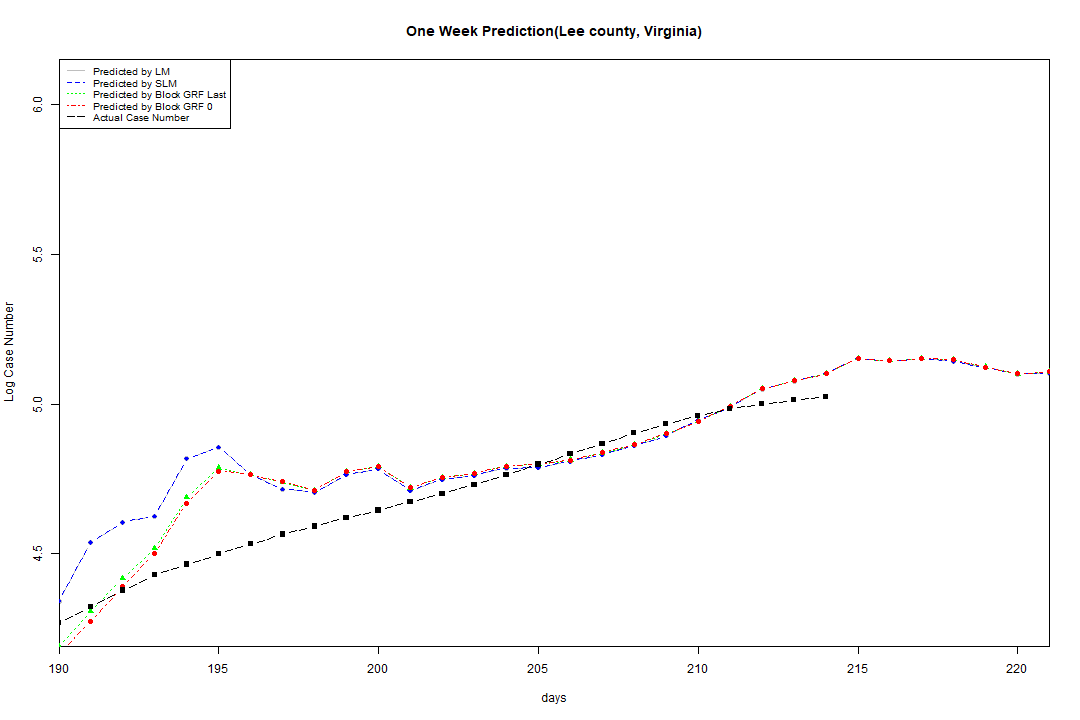 One Week Prediction(Lee county, Virginia)
Predicted by LM
Predicted by SLM
Predicted by Block GRF Last
Predicted by Block GRF 0
Actual Case Number
6.0
5.5
5.0
4.5
Log Case Number
190 195 200 205 210 215 220
days